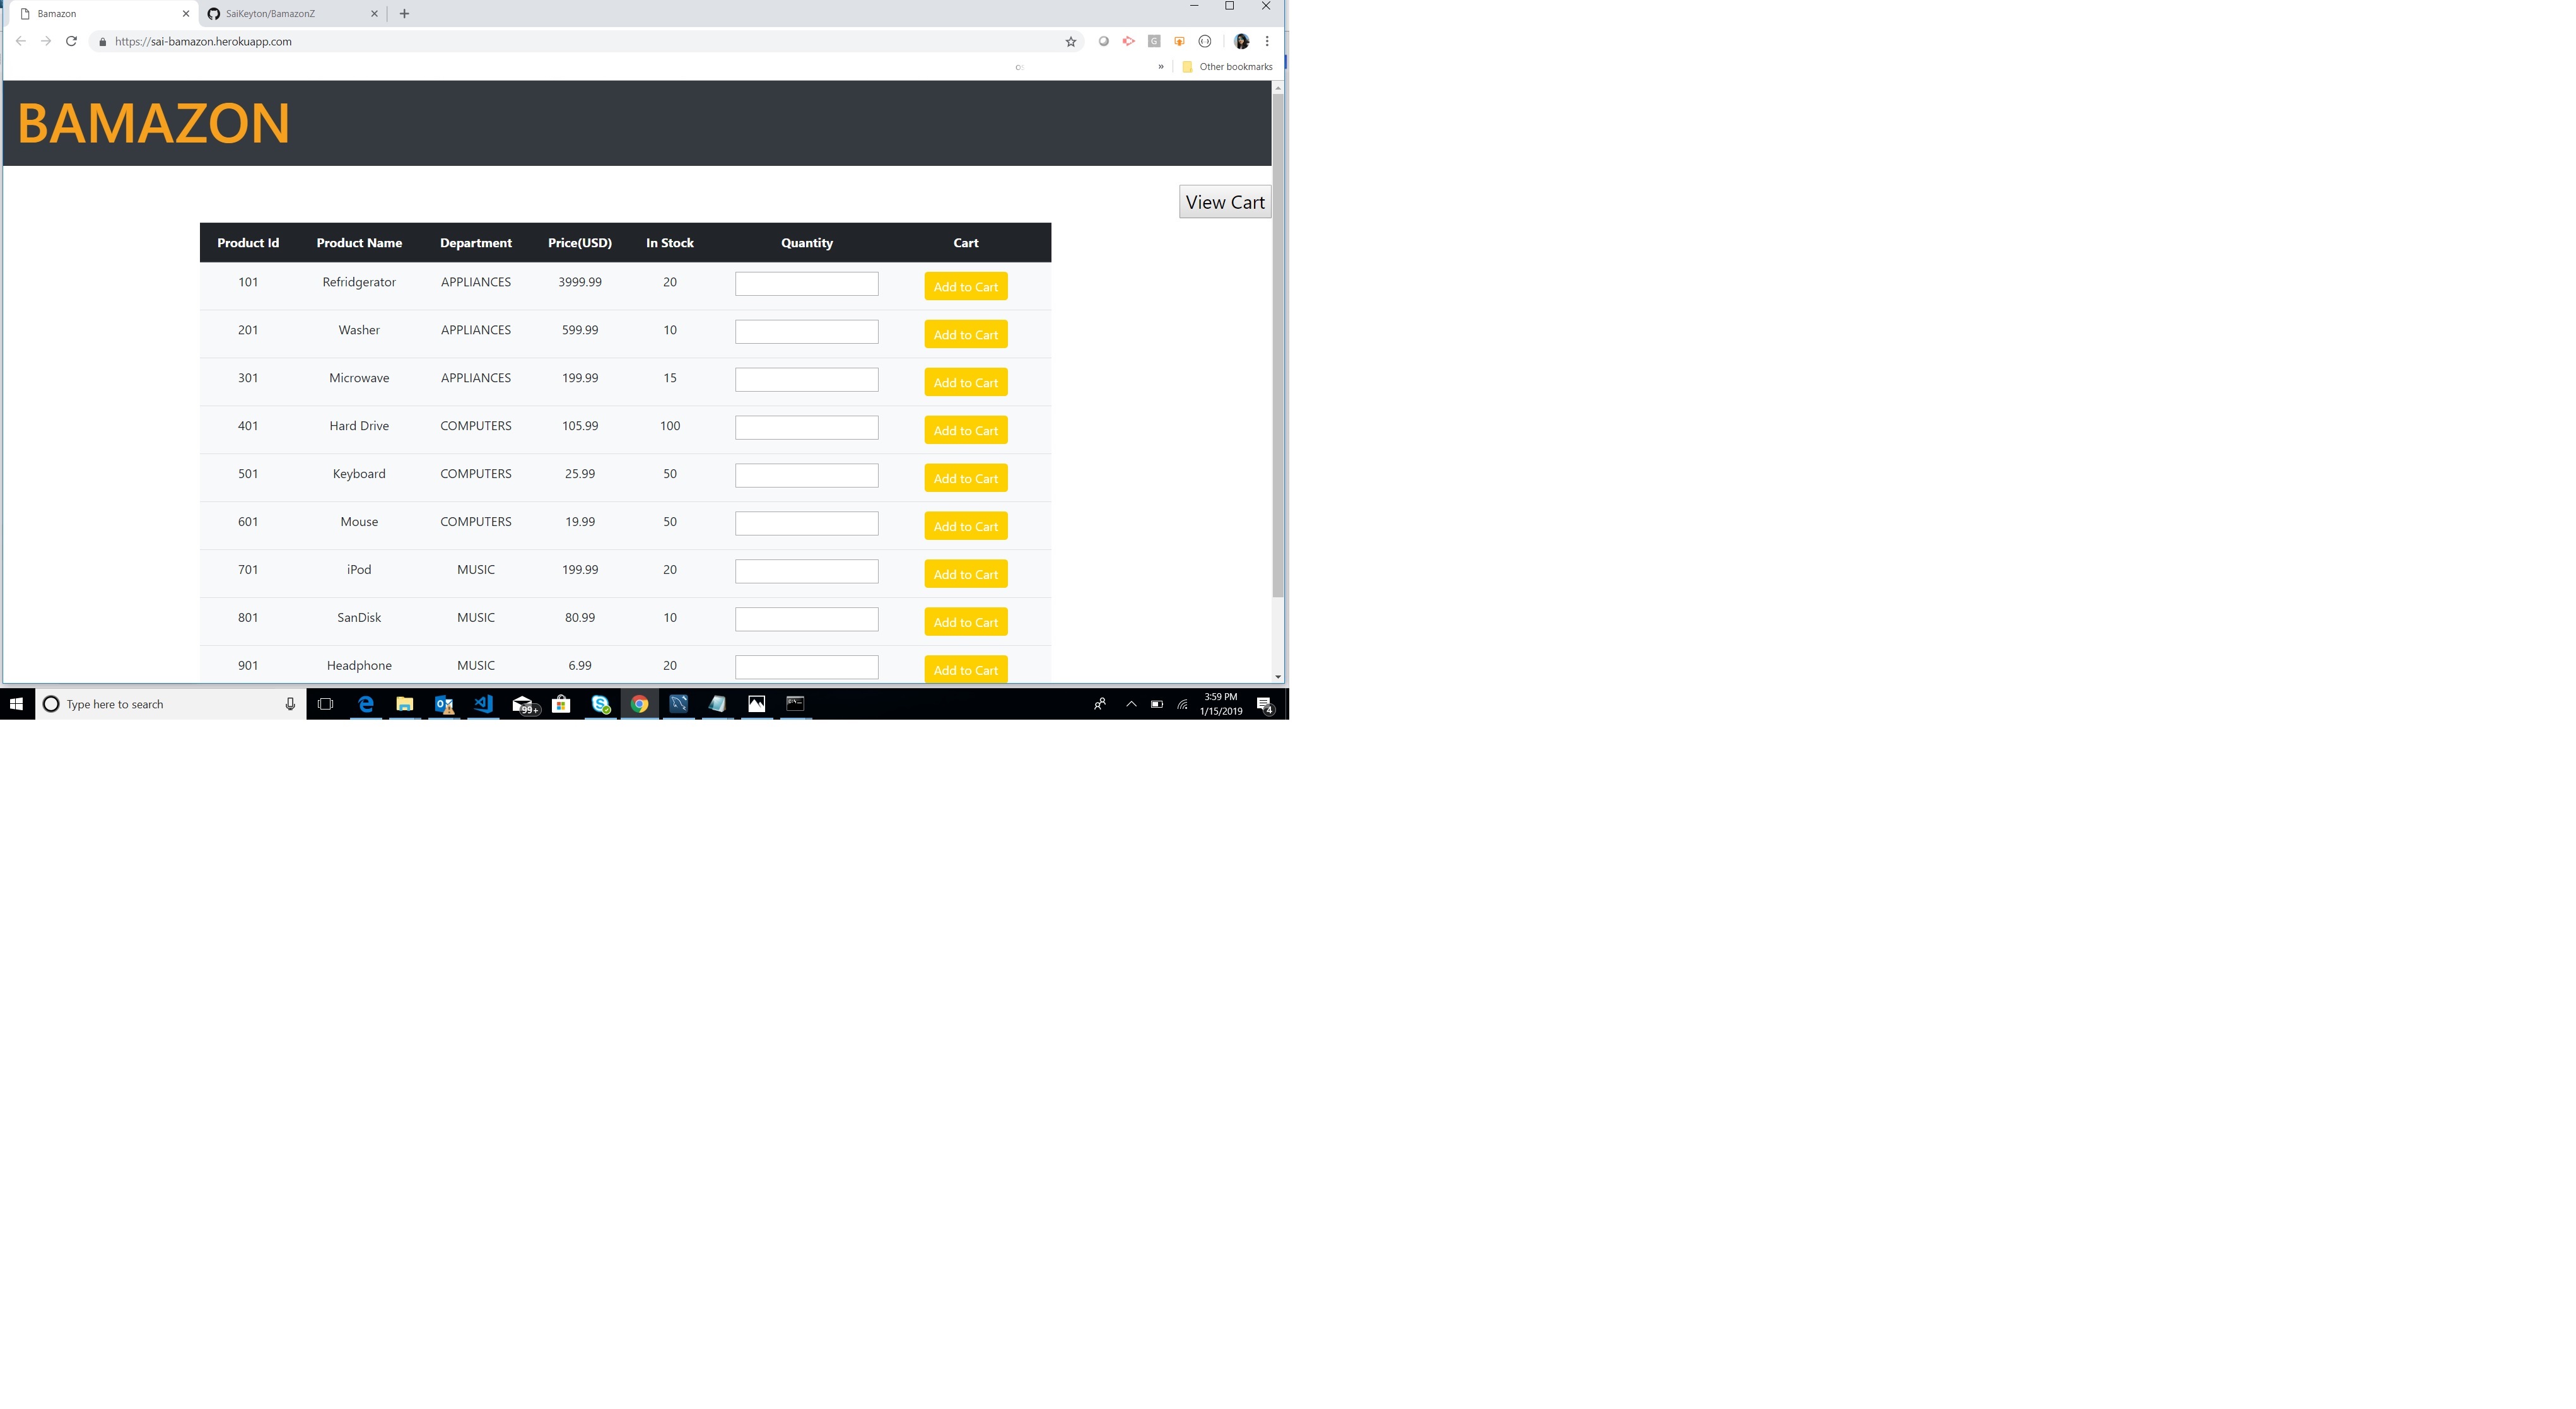 Bamazon
SaiKeyton/BamazonZ
https://sai-bamazon.herokuapp.com
» Other bookmarks
BAMAZON
View Cart
Product Id Product Name Department Price(USD) In Stock Quantity Cart
101 Refridgerator APPLIANCES 3999.99 20 Add to Cart
201 Washer APPLIANCES 599.99 10 Add to Cart
301 Microwave APPLIANCES 199.99 15 Add to Cart
401 Hard Drive COMPUTERS 105.99 100 Add to Cart
501 Keyboard COMPUTERS 25.99 50 Add to Cart
601 Mouse COMPUTERS 19.99 50 Add to Cart
701 iPod MUSIC 199.99 20 Add to Cart
801 SanDisk MUSIC 80.99 10 Add to Cart
901 Headphone MUSIC 6.99 20 Add to Cart
Type here to search
99+
3:59 PM
1/15/2019
4